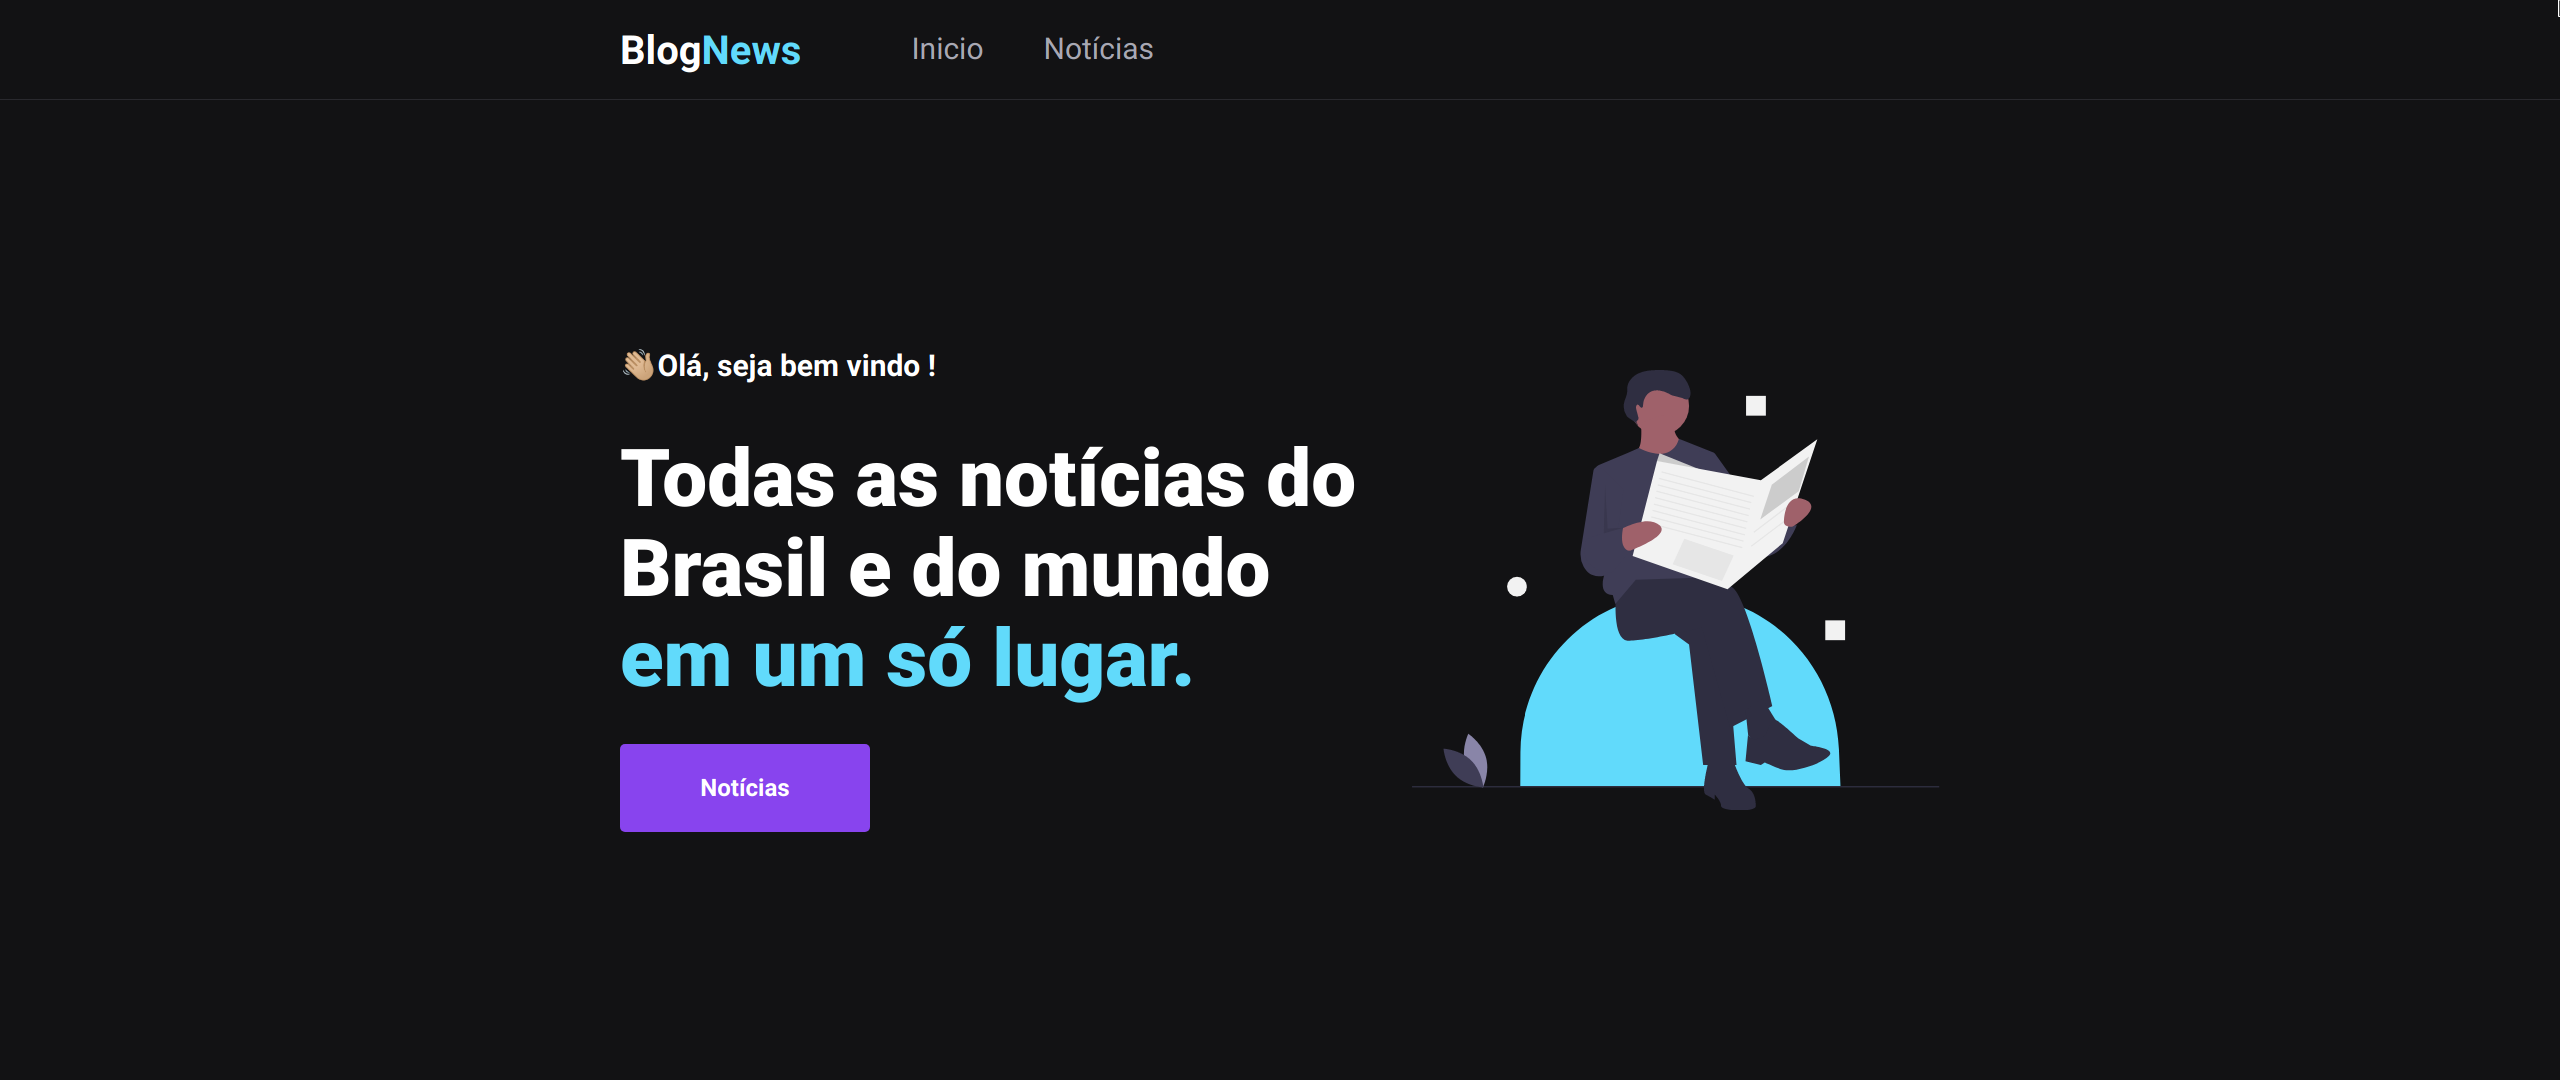 BlogNews Inicio Notícias
👋🏼Olá, seja bem vindo !
Todas as notícias do
Brasil e do mundo
em um só lugar.
Notícias